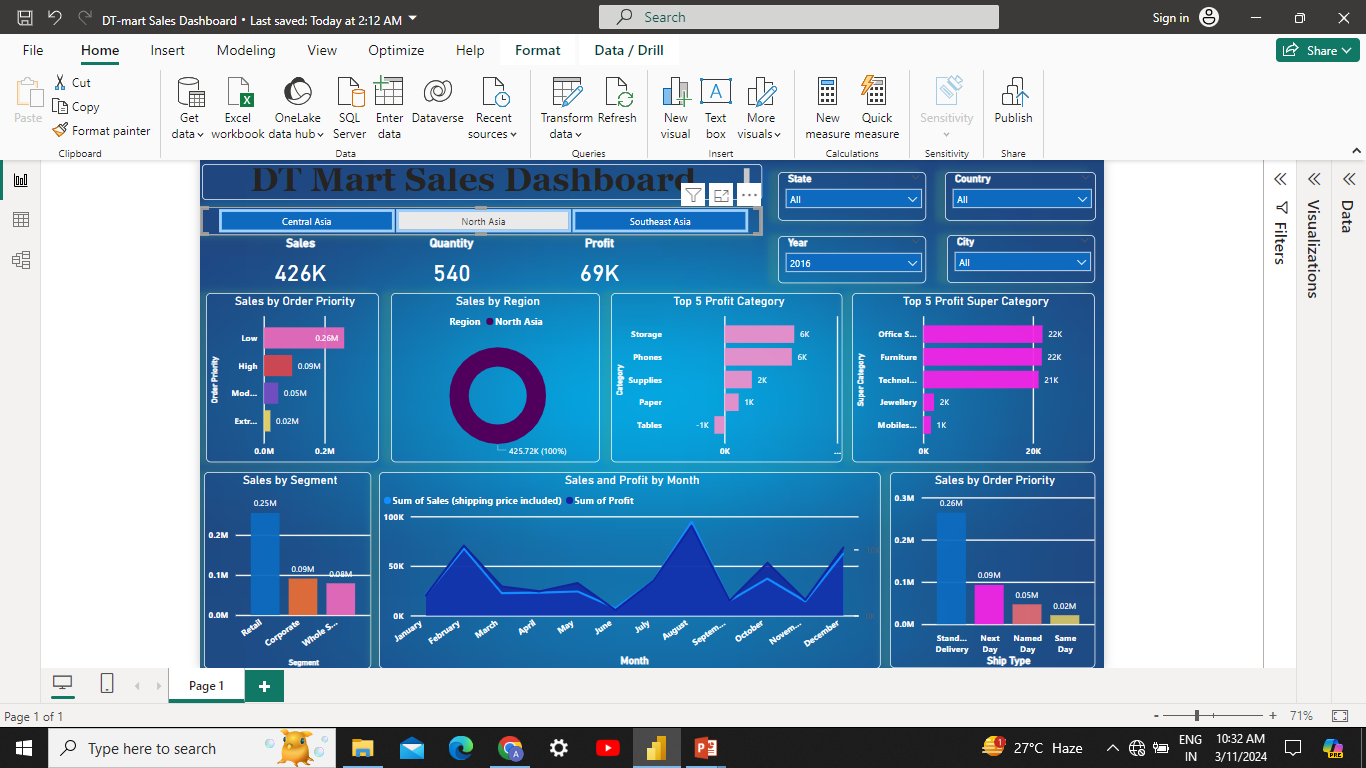 DT-mart Sales Dashboard • Last saved: Today at 2:12 AM
Search
Sign in
File Home Insert Modeling View Optimize Help Format Data / Drill
Share
Paste
Cut
Copy
Format painter
Clipboard
Get data
Excel workbook
OneLake data hub
SQL Server
Enter data
Dataverse
Recent sources
Data
Transform data
Refresh
Queries
New visual
Text box
More visuals
Insert
New measure
Quick measure
Calculations
Sensitivity
Sensitivity
Publish
Share
DT Mart Sales Dashboard
Central Asia North Asia Southeast Asia
State
All
Country
All
Year
2016
City
All
Sales Quantity Profit
426K 540 69K
Sales by Order Priority
Order Priority
Low 0.26M
High 0.09M
Mod... 0.05M
Extr... 0.02M
0.0M 0.2M
Sales by Region
Region North Asia
425.72K (100%)
Top 5 Profit Category
Category
Storage 6K
Phones 6K
Supplies 2K
Paper 1K
Tables -1K
0K ...
Top 5 Profit Super Category
Super Category
Office S... 22K
Furniture 22K
Technol... 21K
Jewellery 2K
Mobiles... 1K
0K 20K
Sales by Segment
0.25M
0.2M
0.09M 0.08M
0.1M
0.0M
Retail Corporate Whole S...
Segment
Sales and Profit by Month
Sum of Sales (shipping price included) Sum of Profit
100K
50K
0K
January February March April May June July August Septem... October Novem... December
Month
Sales by Order Priority
0.3M
0.26M
0.2M
0.09M
0.1M
0.05M
0.02M
0.0M
Stand... Delivery
Next Day
Named Day
Same Day
Ship Type
Filters
Visualizations
Data
Page 1
Page 1 of 1
- + 71%
Type here to search
27°C Haze
ENG
IN
10:32 AM
3/11/2024